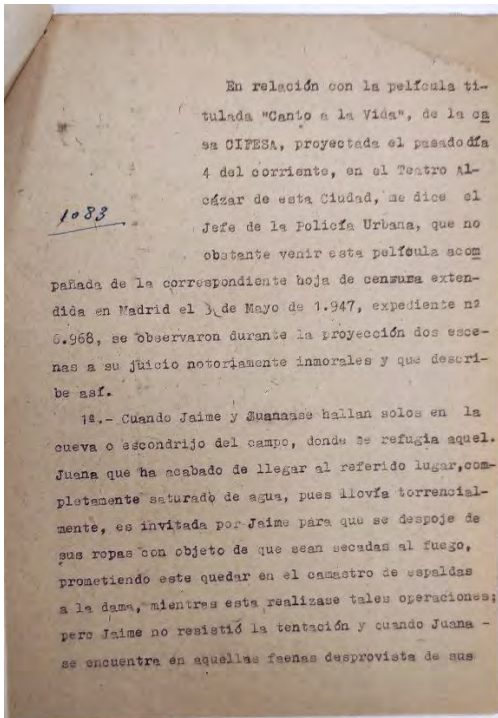 En relación con la película ti-
tulada "Canto a la Vida", de la ca
sa CIFESA, proyectada el pasado día
4 del corriente, en el Teatro Al-
cázar de esta Ciudad, me dice el
1083
Jefe de la Policía Urbana, que no
obstante venir esta película acom
pañada de la correspondiente hoja de censura exten-
dida en Madrid el 3 de Mayo de 1.947, expediente nº
6.968, se observaron durante la proyección dos esce-
nas a su juicio notoriamente inmorales y que descri-
be así.
1ª.- Cuando Jaime y Juanaase hallan solos en la
cueva o escondrijo del campo, donde se refugia aquel.
Juana que ha acabado de llegar al referido lugar,com-
pletamente saturado de agua, pues llovía torrencial-
mente, es invitada por Jaime para que se despoje de
sus ropas con objeto de que sean secadas al fuego,
prometiendo este quedar en el camastro de espaldas
a la dama, mientras esta realizase tales operaciones;
pero Jaime no resistió la tentación y cuando Juana -
se encuentra en aquellas faenas desprovista de sus